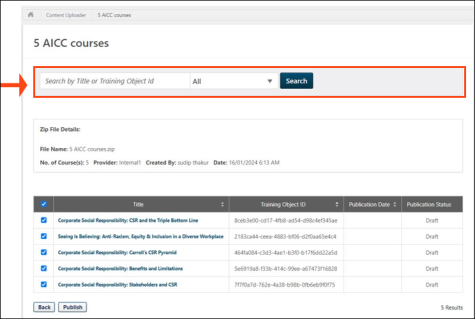 Content Uploader 5 AICC courses
5 AICC courses
Search by Title or Training Object Id All Search
Zip File Details:
File Name: 5 AICC courses.zip
No. of Course(s): 5 Provider: Internal1 Created By: sudip thakur Date: 16/01/2024 6:13 AM
Title Training Object ID Publication Date Publication Status
Corporate Social Responsibility: CSR and the Triple Bottom Line 8ceb3e00-cd17-4fb8-ad54-d98c4ef345ae Draft
Seeing is Believing: Anti-Racism, Equity & Inclusion in a Diverse Workplace 2183ca44-ceea-4883-bf06-d2f0aa65e4c4 Draft
Corporate Social Responsibility: Carroll's CSR Pyramid 464fa084-c3d3-4ae1-b3f0-b17f6dd22a5d Draft
Corporate Social Responsibility: Benefits and Limitations 5e6919a8-f33b-414c-99ee-a67473f16828 Draft
Corporate Social Responsibility: Stakeholders and CSR 7f7f0a7d-762e-4a38-b98b-0fb6eb9f0f75 Draft
Back Publish 5 Results